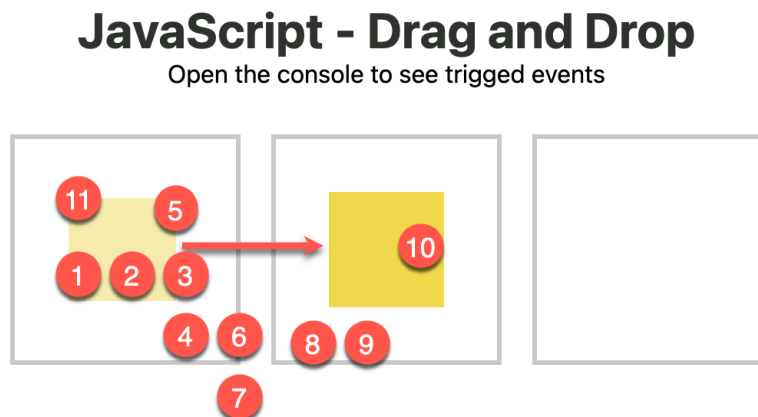 JavaScript - Drag and Drop
Open the console to see trigged events
11
5
10
1 2 3
4 6 8 9
7